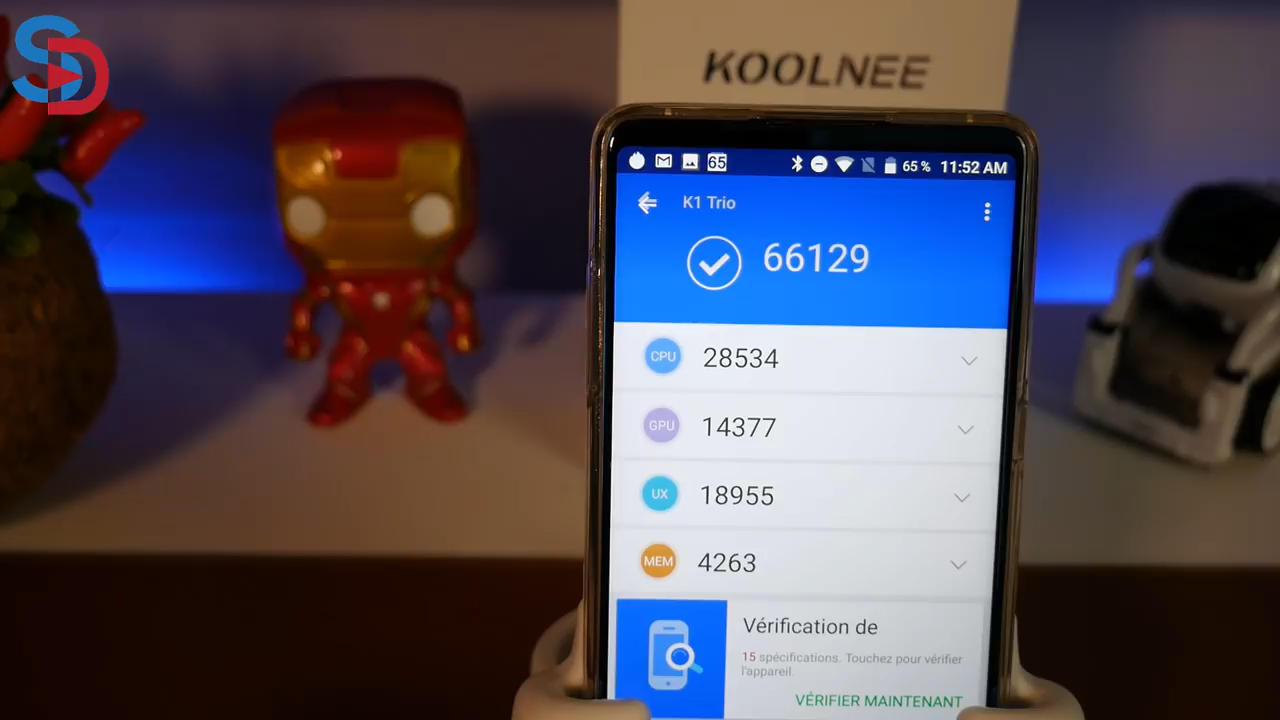 SD
KOOLNEE
65
65 %
11:52 AM
K1 Trio
66129
CPU
28534
GPU
14377
UX
18955
MEM
4263
Vérification de
15 spécifications. Touchez pour vérifier
l'appareil.
VÉRIFIER MAINTENANT